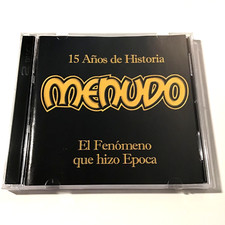 15 Años de Historia
MENUDO
El Fenómeno
que hizo Epoca